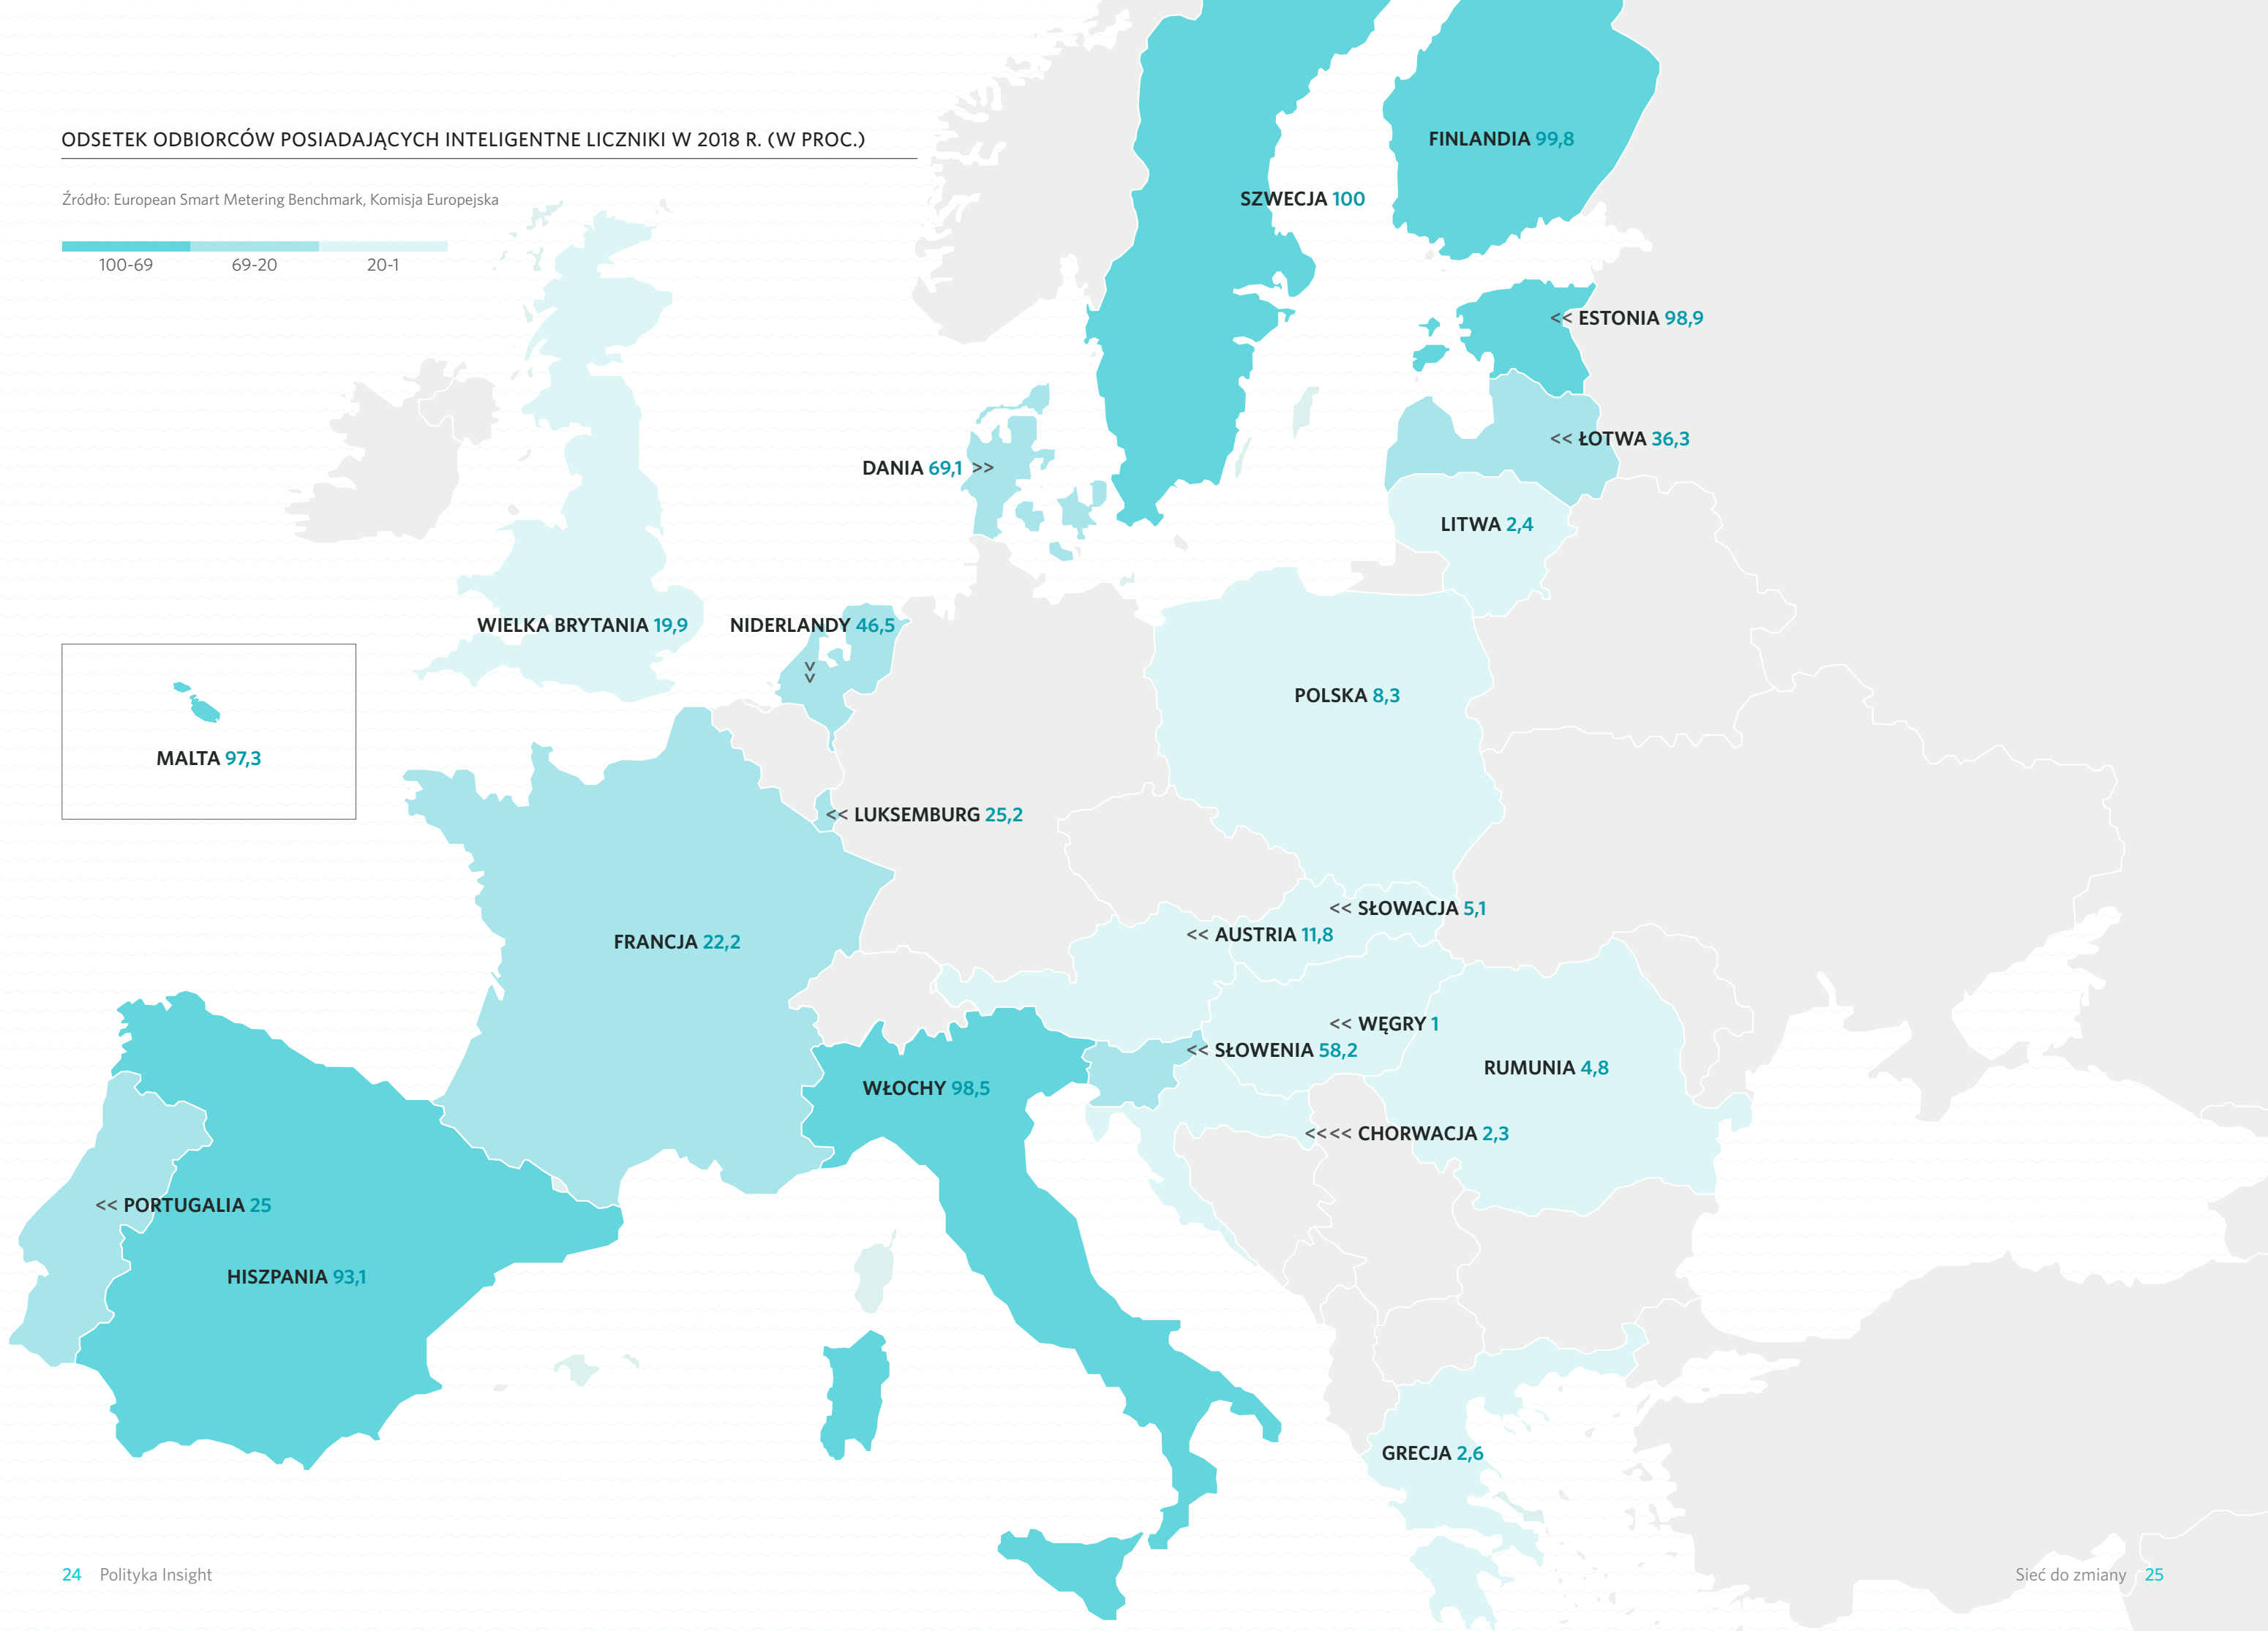 ODSETEK ODBIORCÓW POSIADAJĄCYCH INTELIGENTNE LICZNIKI W 2018 R. (W PROC.)
Źródło: European Smart Metering Benchmark, Komisja Europejska
100-69 69-20 20-1
FINLANDIA 99,8
SZWECJA 100
<< ESTONIA 98,9
<< ŁOTWA 36,3
DANIA 69,1 >>
LITWA 2,4
WIELKA BRYTANIA 19,9
NIDERLANDY 46,5
>>
POLSKA 8,3
MALTA 97,3
<< LUKSEMBURG 25,2
<< SŁOWACJA 5,1
<< AUSTRIA 11,8
FRANCJA 22,2
<< WĘGRY 1
<< SŁOWENIA 58,2
RUMUNIA 4,8
WŁOCHY 98,5
<<<< CHORWACJA 2,3
<< PORTUGALIA 25
HISZPANIA 93,1
GRECJA 2,6
24 Polityka Insight
Sieć do zmiany 25